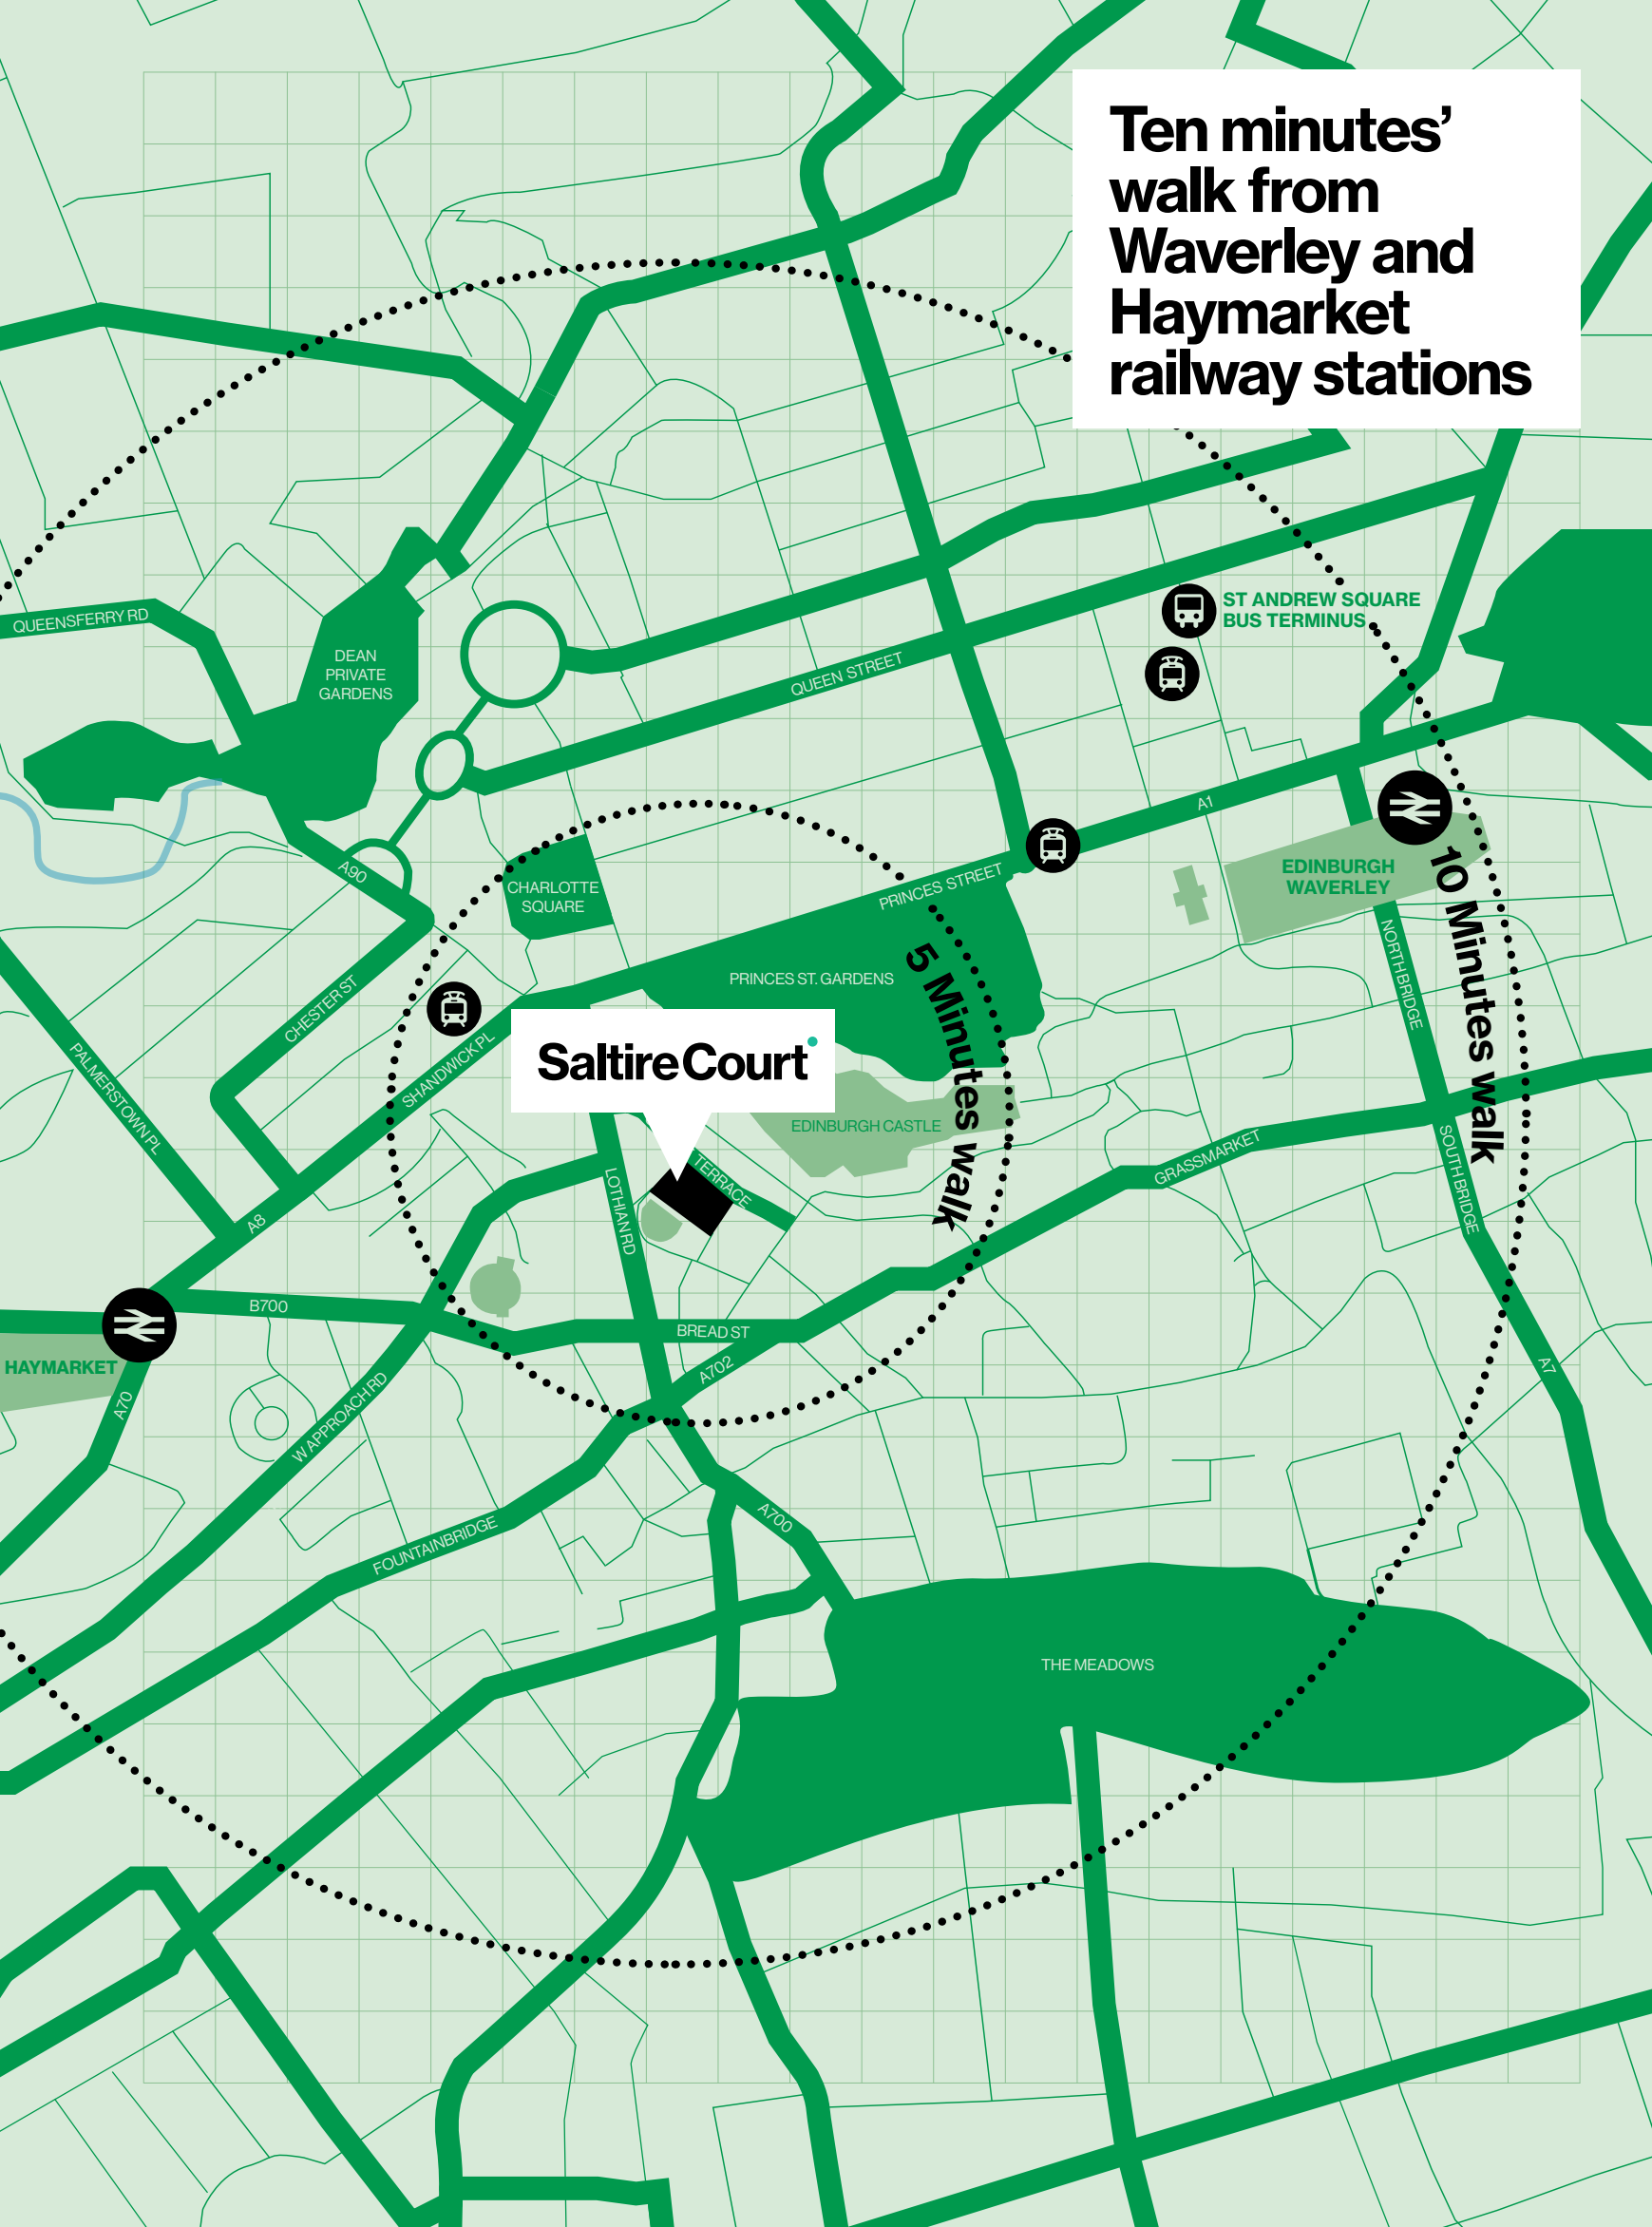 Ten minutes’
walk from
Waverley and
Haymarket
railway stations
ST ANDREW SQUARE
BUS TERMINUS
QUEENSFERRY RD
DEAN
PRIVATE
GARDENS
QUEEN STREET
A1
A90
CHARLOTTE
SQUARE
PRINCES STREET
EDINBURGH
WAVERLEY
10 Minutes walk
NORTH BRIDGE
CHESTER ST
PRINCES ST. GARDENS
5 Minutes walk
PALMERSTOWN PL
SHANDWICK PL
Saltire Court
EDINBURGH CASTLE
TERRACE
GRASSMARKET
SOUTH BRIDGE
LOTHIAN RD
A8
B700
BREAD ST
HAYMARKET
A70
A702
A7
W APPROACH RD
FOUNTAINBRIDGE
A700
THE MEADOWS